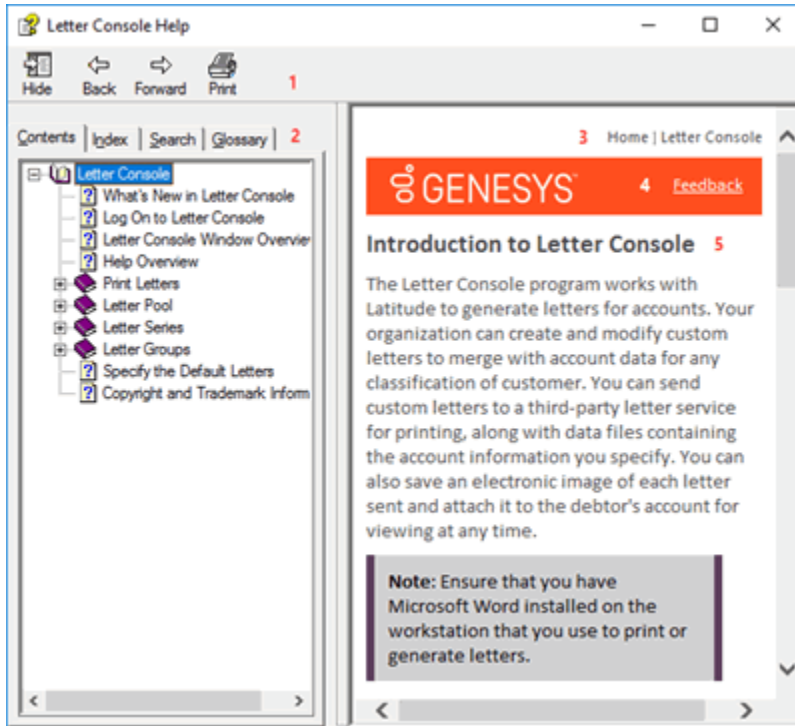 Letter Console Help
Hide Back Forward Print 1
Contents Index Search Glossary 2
Letter Console
What's New in Letter Console
Log On to Letter Console
Letter Console Window Overview
Help Overview
Print Letters
Letter Pool
Letter Series
Letter Groups
Specify the Default Letters
Copyright and Trademark Inform
3 Home | Letter Console
GENESYS™ 4 Feedback
Introduction to Letter Console 5
The Letter Console program works with
Latitude to generate letters for accounts. Your
organization can create and modify custom
letters to merge with account data for any
classification of customer. You can send
custom letters to a third-party letter service
for printing, along with data files containing
the account information you specify. You can
also save an electronic image of each letter
sent and attach it to the debtor's account for
viewing at any time.
Note: Ensure that you have
Microsoft Word installed on the
workstation that you use to print or
generate letters.